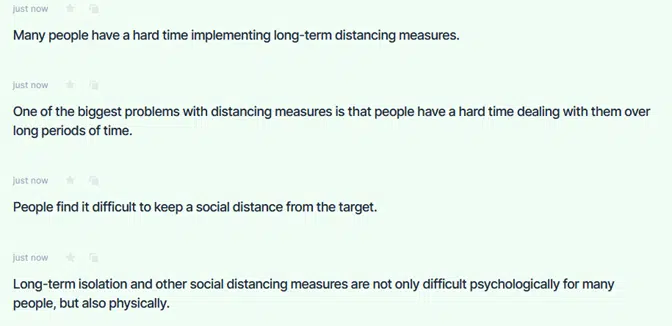 just now
Many people have a hard time implementing long-term distancing measures.
just now
One of the biggest problems with distancing measures is that people have a hard time dealing with them over
long periods of time.
just now
People find it difficult to keep a social distance from the target.
just now
Long-term isolation and other social distancing measures are not only difficult psychologically for many
people, but also physically.